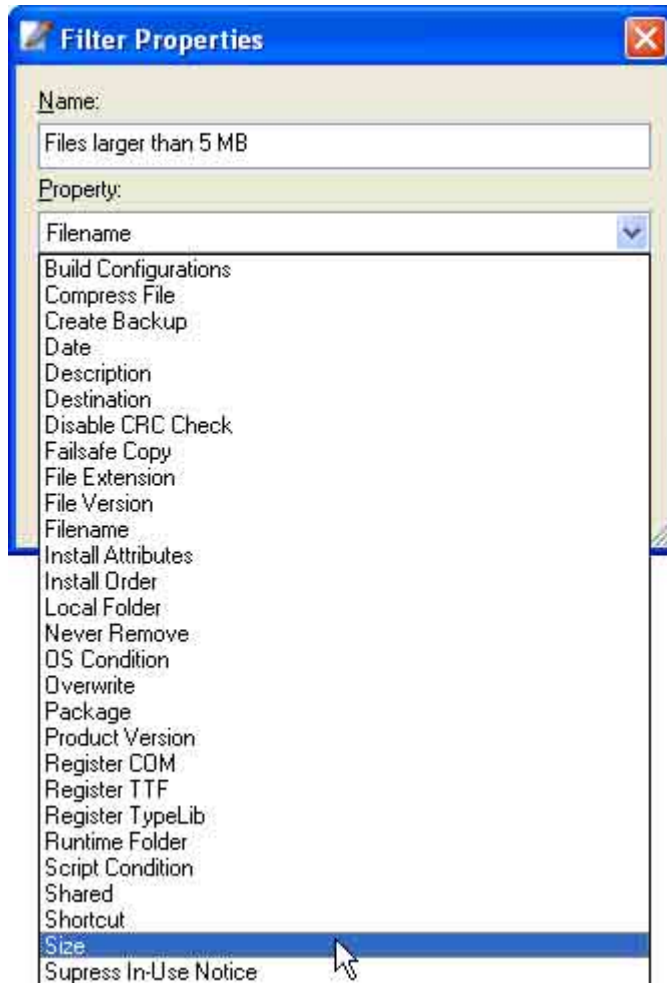 Filter Properties
Name:
Files larger than 5 MB
Property:
Filename
Build Configurations
Compress File
Create Backup
Date
Description
Destination
Disable CRC Check
Failsafe Copy
File Extension
File Version
Filename
Install Attributes
Install Order
Local Folder
Never Remove
OS Condition
Overwrite
Package
Product Version
Register COM
Register TTF
Register TypeLib
Runtime Folder
Script Condition
Shared
Shortcut
Size
Supress In-Use Notice